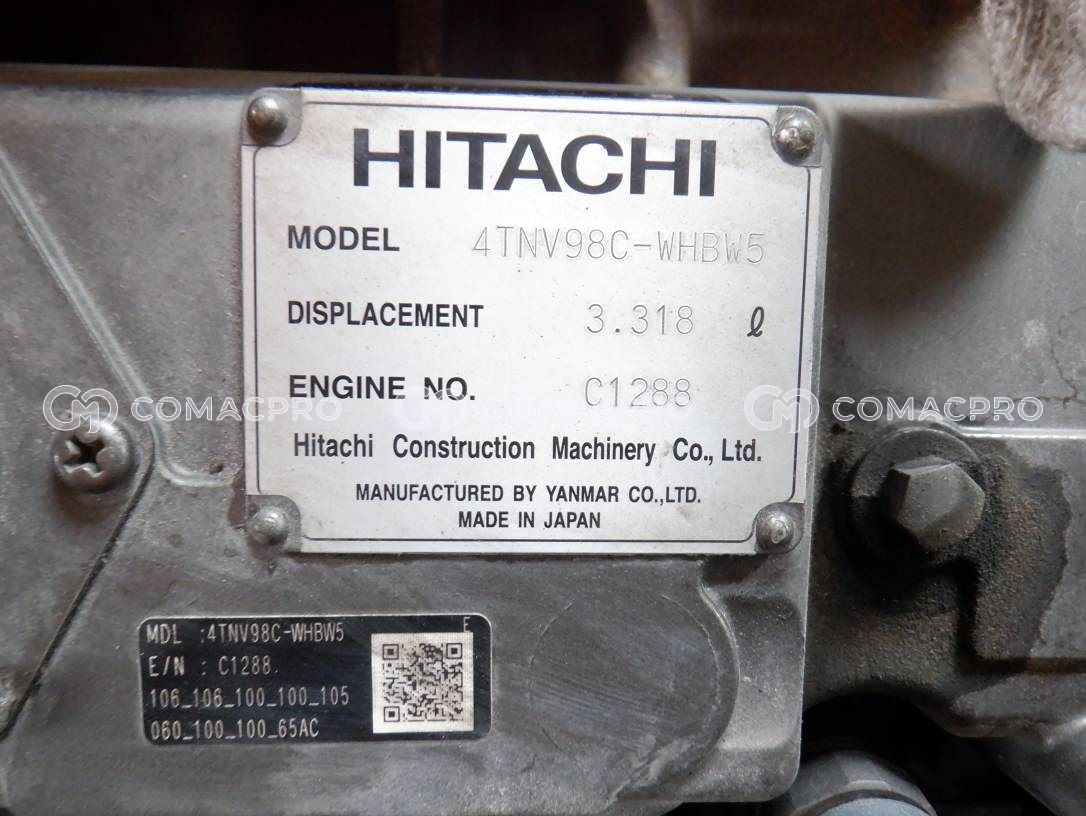 HITACHI
MODEL 4TNV98C-WHBW5
DISPLACEMENT 3.318 ℓ
ENGINE NO. C1288
COMACPRO COMACPRO COMACPRO
Hitachi Construction Machinery Co., Ltd.
MANUFACTURED BY YANMAR CO.,LTD.
MADE IN JAPAN
MDL :4TNV98C-WHBW5 E
E/N : C1288.
106_106_100_100_105
060_100_100_65AC